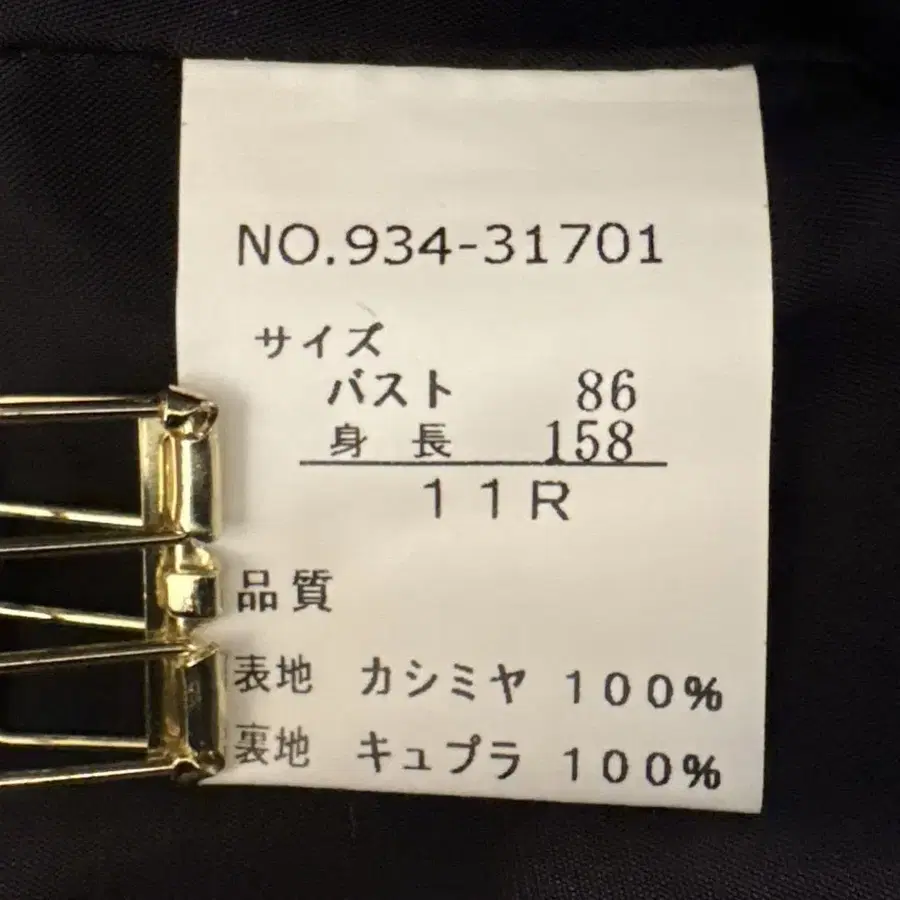 NO.934-31701
サイズ
バスト 86
身 長 158
11R
品質
表地 カシミヤ 100%
裏地 キュプラ 100%